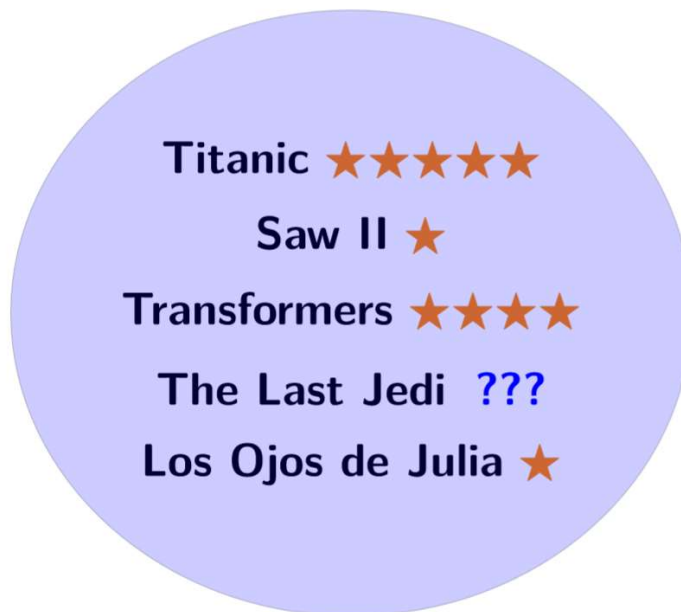 Titanic ★★★★★
Saw II ★
Transformers ★★★★
The Last Jedi ???
Los Ojos de Julia ★